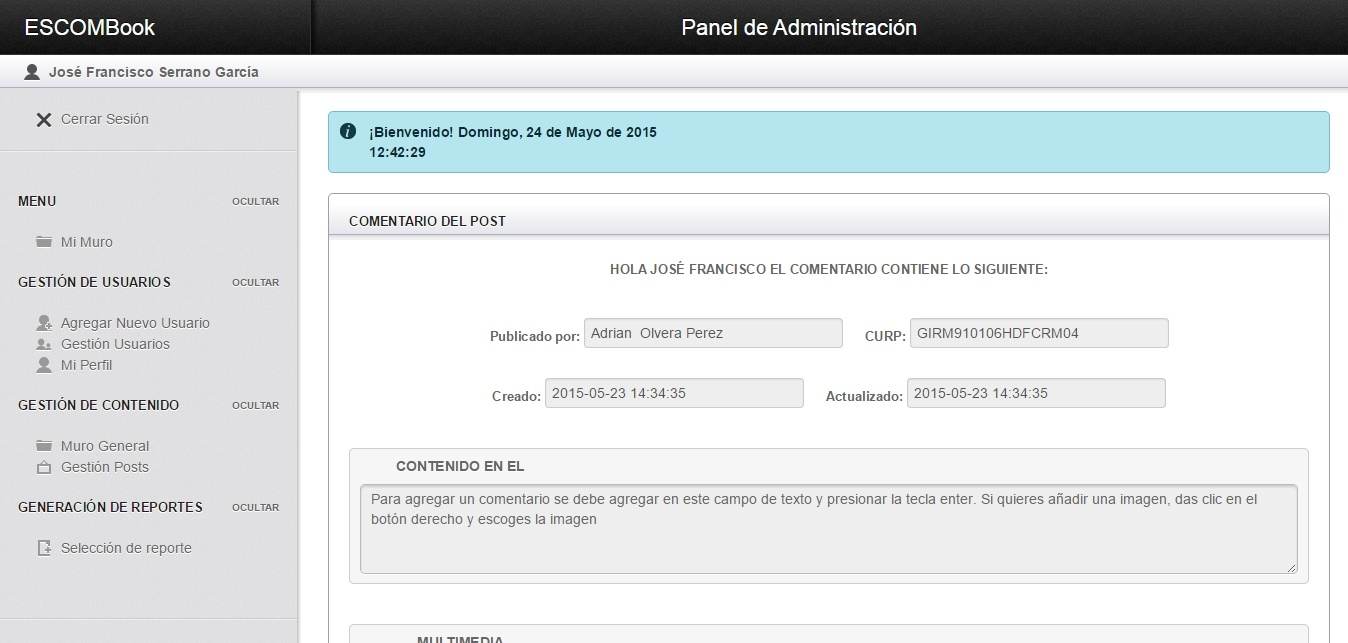 ESCOMBook
Panel de Administración
José Francisco Serrano García
Cerrar Sesión
MENU OCULTAR
Mi Muro
GESTIÓN DE USUARIOS OCULTAR
Agregar Nuevo Usuario
Gestión Usuarios
Mi Perfil
GESTIÓN DE CONTENIDO OCULTAR
Muro General
Gestión Posts
GENERACIÓN DE REPORTES OCULTAR
Selección de reporte
¡Bienvenido! Domingo, 24 de Mayo de 2015
12:42:29
COMENTARIO DEL POST
HOLA JOSÉ FRANCISCO EL COMENTARIO CONTIENE LO SIGUIENTE:
Publicado por: Adrian  Olvera Perez CURP: GIRM910106HDFCRM04
Creado: 2015-05-23 14:34:35 Actualizado: 2015-05-23 14:34:35
CONTENIDO EN EL
Para agregar un comentario se debe agregar en este campo de texto y presionar la tecla enter. Si quieres añadir una imagen, das clic en el
botón derecho y escoges la imagen
MULTIMEDIA